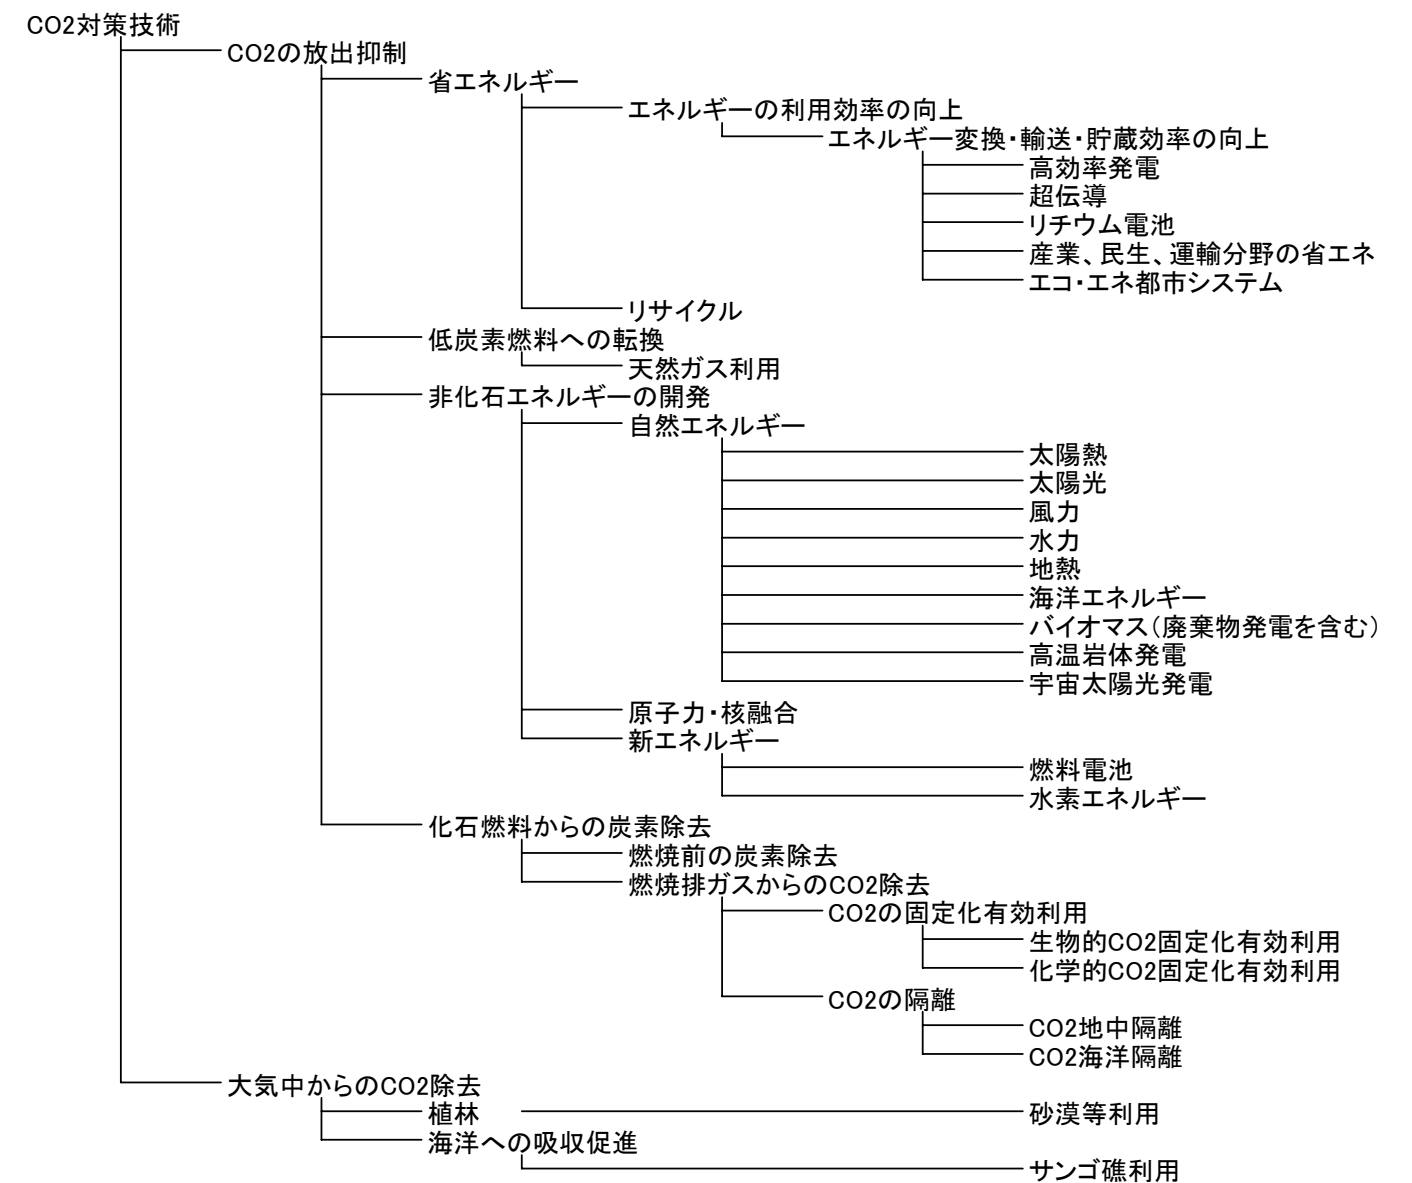 CO2対策技術
CO2の放出抑制
省エネルギー
エネルギーの利用効率の向上
エネルギー変換・輸送・貯蔵効率の向上
高効率発電
超伝導
リチウム電池
産業、民生、運輸分野の省エネ
エコ・エネ都市システム
リサイクル
低炭素燃料への転換
天然ガス利用
非化石エネルギーの開発
自然エネルギー
太陽熱
太陽光
風力
水力
地熱
海洋エネルギー
バイオマス（廃棄物発電を含む）
高温岩体発電
宇宙太陽光発電
原子力・核融合
新エネルギー
燃料電池
水素エネルギー
化石燃料からの炭素除去
燃焼前の炭素除去
燃焼排ガスからのCO2除去
CO2の固定化有効利用
生物的CO2固定化有効利用
化学的CO2固定化有効利用
CO2の隔離
CO2地中隔離
CO2海洋隔離
大気中からのCO2除去
植林
砂漠等利用
海洋への吸収促進
サンゴ礁利用